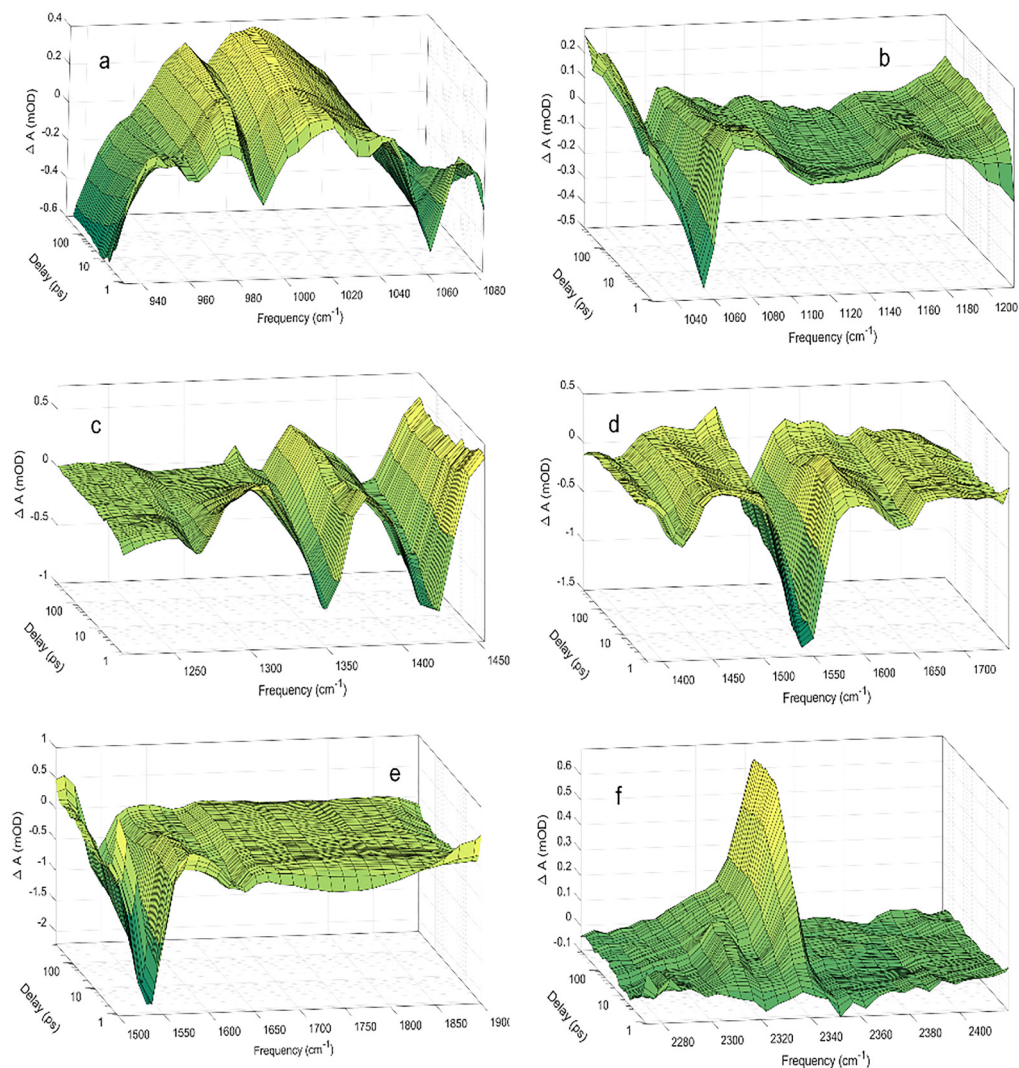 a
0.4
0.2
0
-0.2
-0.4
-0.6
Δ A (mOD)
100
10
1
Delay (ps)
940 960 980 1000 1020 1040 1060 1080
Frequency (cm-1)
b
0.2
0.1
0
-0.1
-0.2
-0.3
-0.4
-0.5
Δ A (mOD)
100
10
1
Delay (ps)
1040 1060 1080 1100 1120 1140 1160 1180 1200
Frequency (cm-1)
c
0.5
0
-0.5
-1
Δ A (mOD)
100
10
1
Delay (ps)
1250 1300 1350 1400 1450
Frequency (cm-1)
d
0.5
0
-0.5
-1
-1.5
Δ A (mOD)
100
10
1
Delay (ps)
1400 1450 1500 1550 1600 1650 1700
Frequency (cm-1)
e
1
0.5
0
-0.5
-1
-1.5
-2
Δ A (mOD)
100
10
1
Delay (ps)
1500 1550 1600 1650 1700 1750 1800 1850 1900
Frequency (cm-1)
f
0.6
0.5
0.4
0.3
0.2
0.1
0
-0.1
Δ A (mOD)
100
10
1
Delay (ps)
2280 2300 2320 2340 2360 2380 2400
Frequency (cm-1)